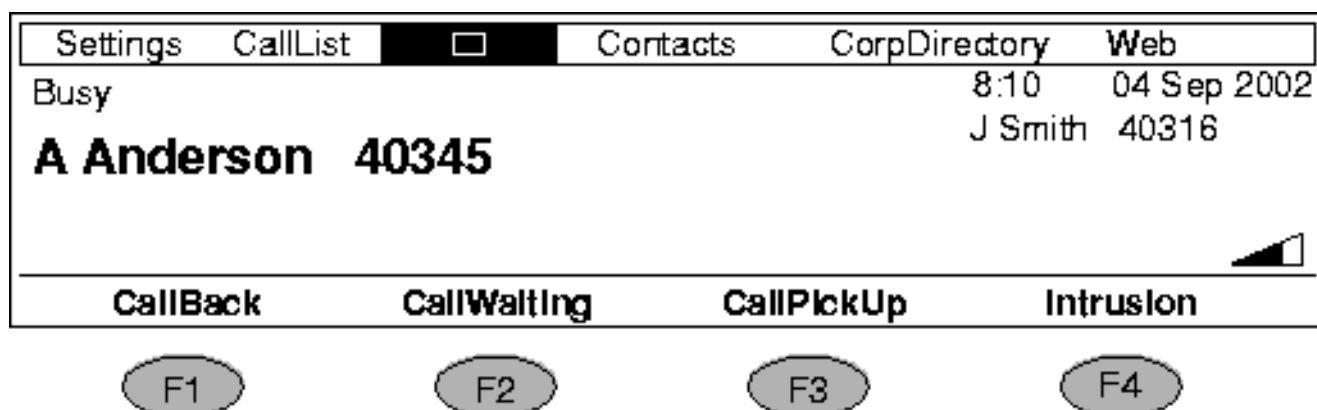 Settings CallList Contacts CorpDirectory Web
Busy 8:10 04 Sep 2002
J Smith 40316
A Anderson 40345
CallBack CallWaiting CallPickUp Intrusion
F1 F2 F3 F4